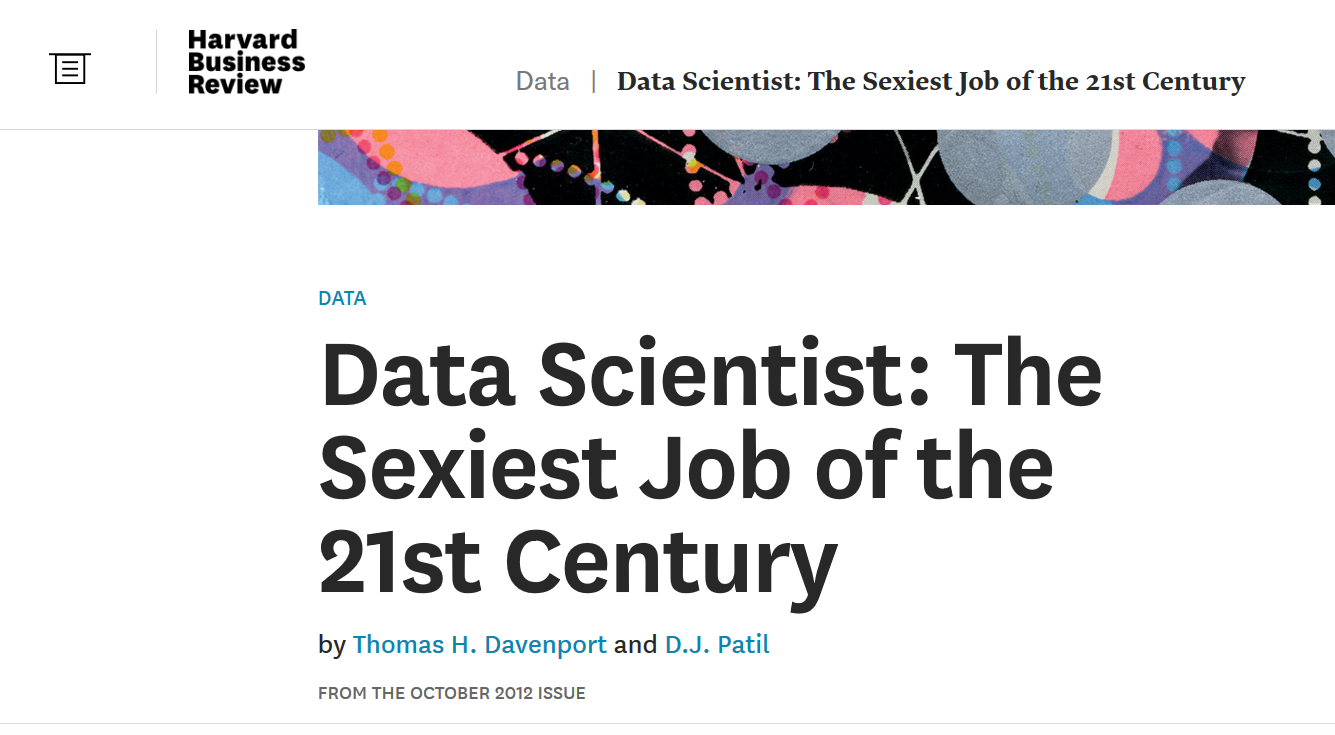 Harvard
Business
Review
Data | Data Scientist: The Sexiest Job of the 21st Century
DATA
Data Scientist: The
Sexiest Job of the
21st Century
by Thomas H. Davenport and D.J. Patil
FROM THE OCTOBER 2012 ISSUE